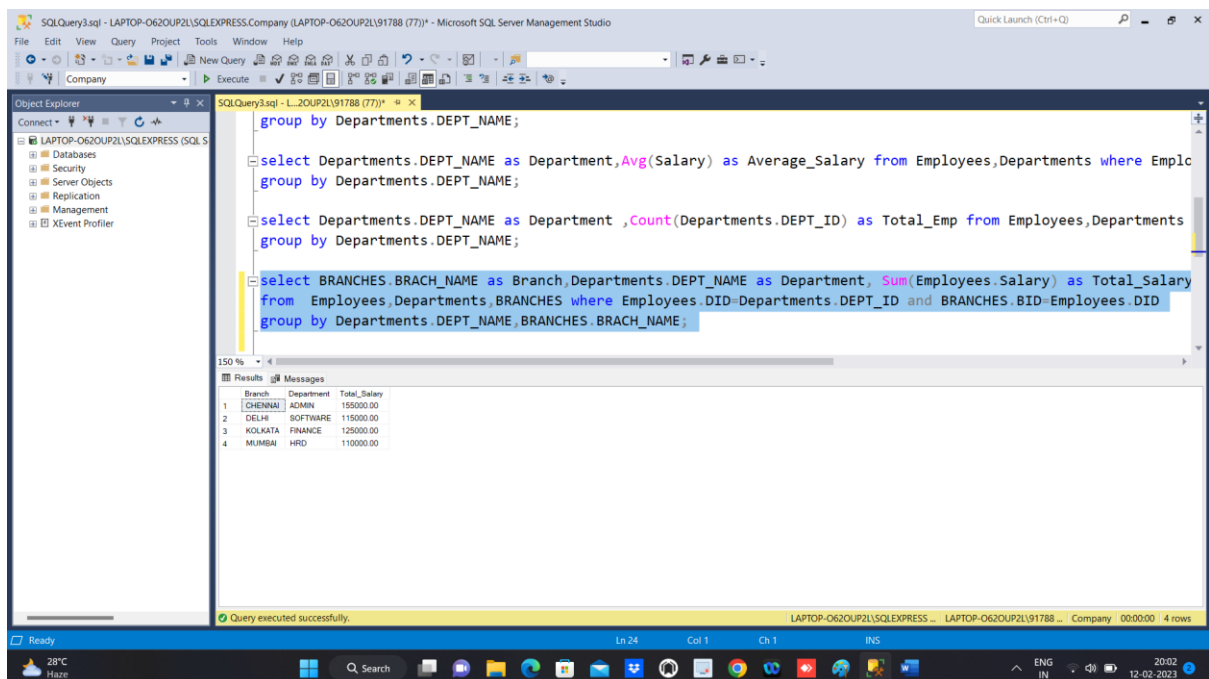 SQLQuery3.sql - LAPTOP-O62OUP2L\SQLEXPRESS.Company (LAPTOP-O62OUP2L\91788 (77))* - Microsoft SQL Server Management Studio
Quick Launch (Ctrl+Q)
File Edit View Query Project Tools Window Help
New Query
Company
Execute
Object Explorer
SQLQuery3.sql - L...2OUP2L\91788 (77))*
Connect
LAPTOP-O62OUP2L\SQLEXPRESS (SQL S
Databases
Security
Server Objects
Replication
Management
XEvent Profiler
group by Departments.DEPT_NAME;
select Departments.DEPT_NAME as Department,Avg(Salary) as Average_Salary from Employees,Departments where Emplo
group by Departments.DEPT_NAME;
select Departments.DEPT_NAME as Department ,Count(Departments.DEPT_ID) as Total_Emp from Employees,Departments
group by Departments.DEPT_NAME;
select BRANCHES.BRACH_NAME as Branch,Departments.DEPT_NAME as Department, Sum(Employees.Salary) as Total_Salary
from Employees,Departments,BRANCHES where Employees.DID=Departments.DEPT_ID and BRANCHES.BID=Employees.DID
group by Departments.DEPT_NAME,BRANCHES.BRACH_NAME;
150 %
Results Messages
Branch Department Total_Salary
1 CHENNAI ADMIN 155000.00
2 DELHI SOFTWARE 115000.00
3 KOLKATA FINANCE 125000.00
4 MUMBAI HRD 110000.00
Query executed successfully.
LAPTOP-O62OUP2L\SQLEXPRESS ... LAPTOP-O62OUP2L\91788 ... Company 00:00:00 4 rows
Ready
Ln 24 Col 1 Ch 1 INS
28°C
Haze
Search
ENG
IN
20:02
12-02-2023
2